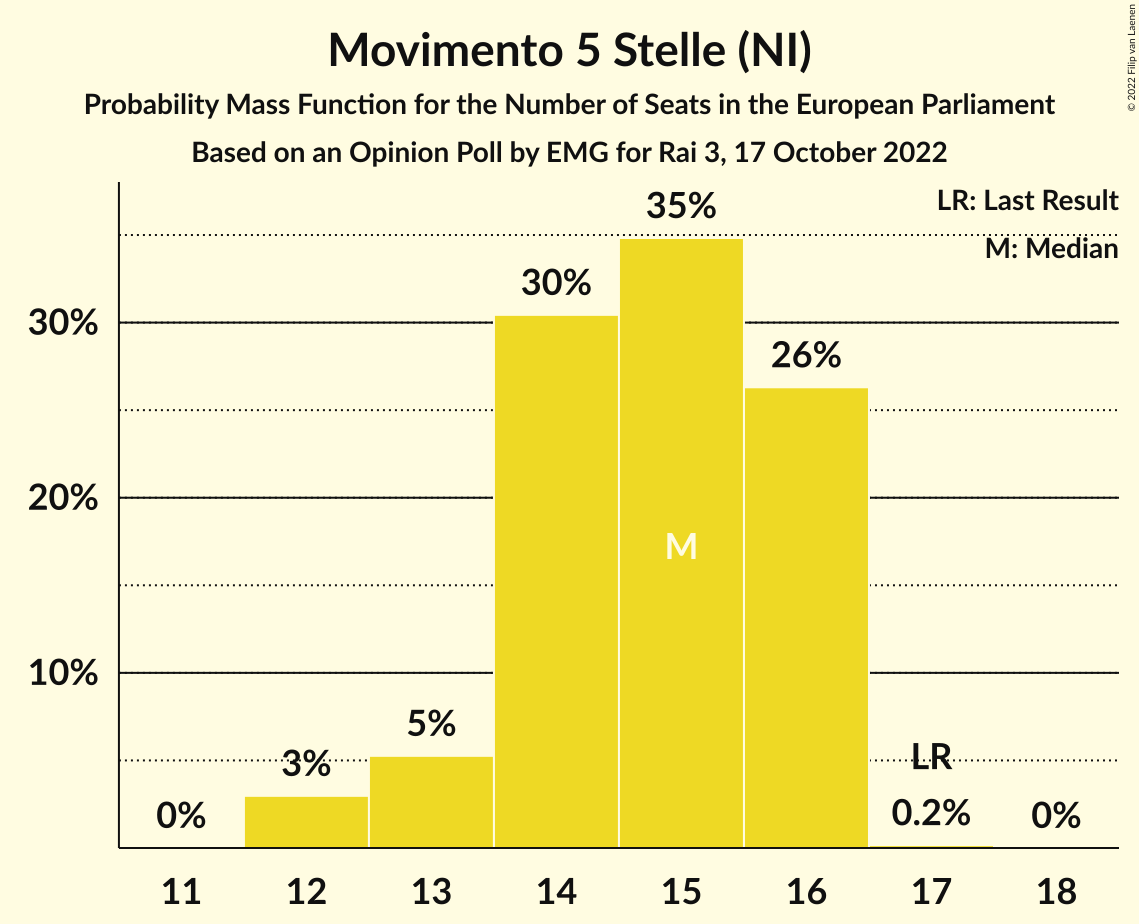 Movimento 5 Stelle (NI)
Probability Mass Function for the Number of Seats in the European Parliament
Based on an Opinion Poll by EMG for Rai 3, 17 October 2022
© 2022 Filip van Laenen
LR: Last Result
M: Median
35%
30%
30%
26%
20%
M
10%
5%
3%
LR
0%
0.2%
0%
11 12 13 14 15 16 17 18